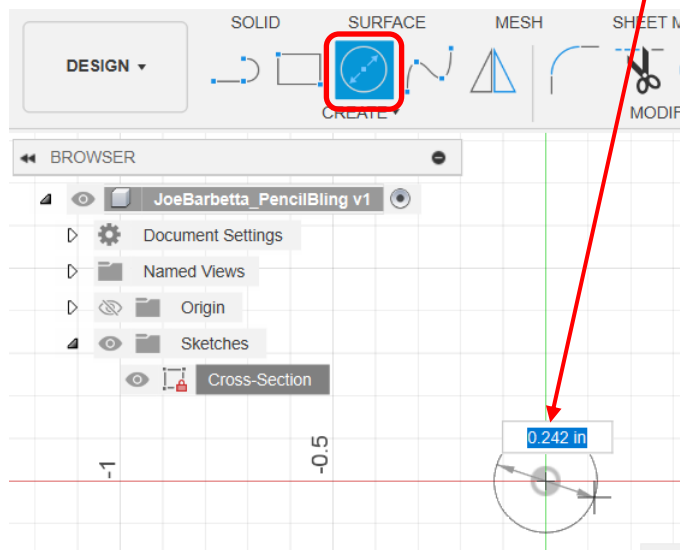 SOLID SURFACE MESH SHEET M
DESIGN
CREATE MODIF
BROWSER
JoeBarbetta_PencilBling v1
Document Settings
Named Views
Origin
Sketches
Cross-Section
0.242 in
-1
-0.5